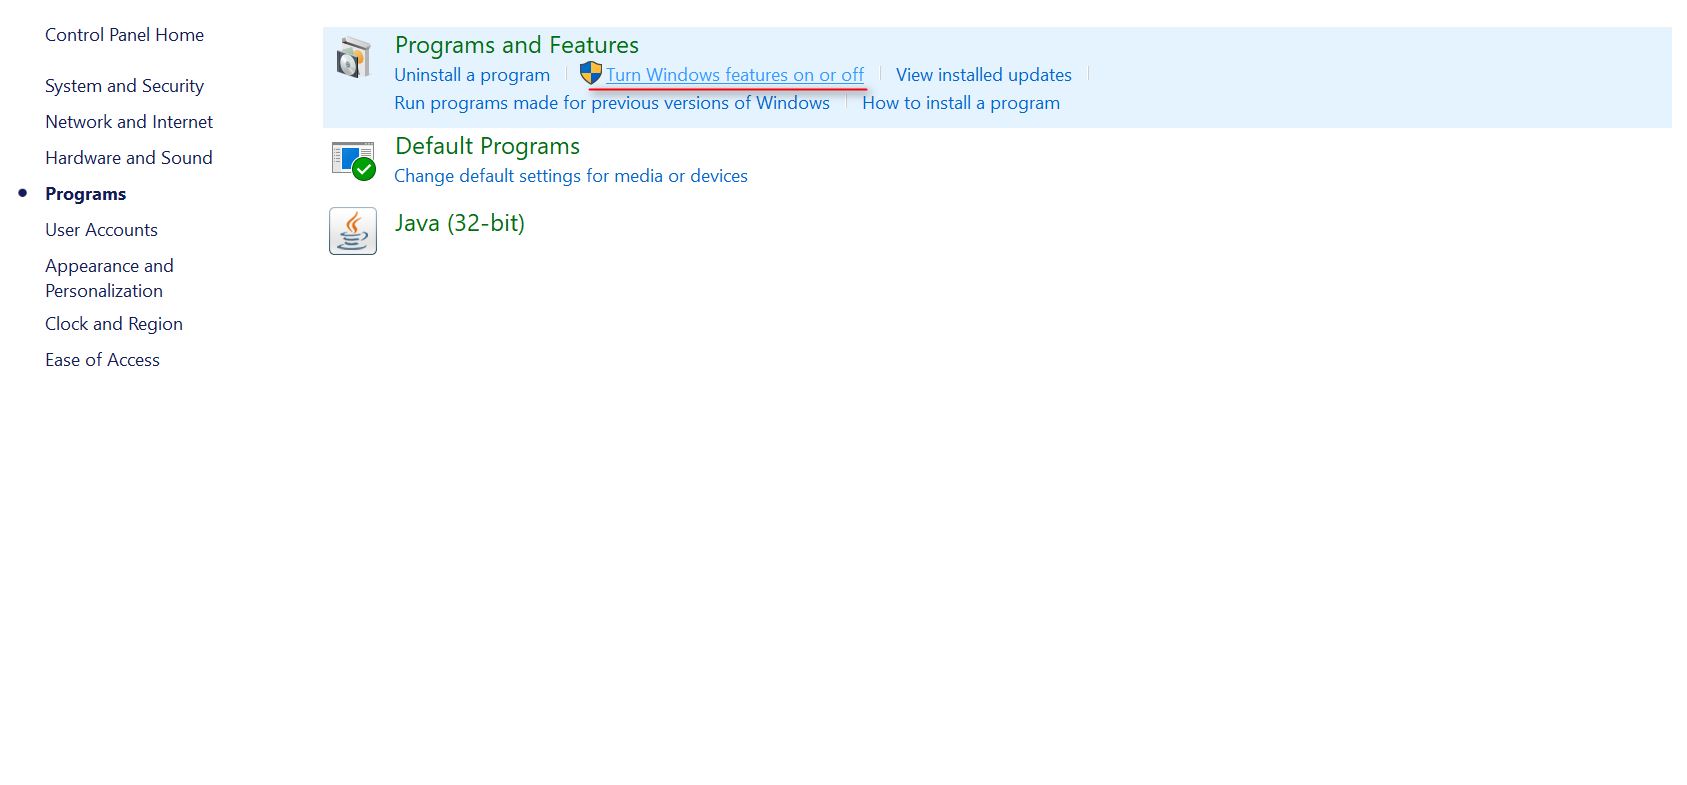 Control Panel Home
System and Security
Network and Internet
Hardware and Sound
Programs
User Accounts
Appearance and
Personalization
Clock and Region
Ease of Access
Programs and Features
Uninstall a program
Turn Windows features on or off
View installed updates
Run programs made for previous versions of Windows
How to install a program
Default Programs
Change default settings for media or devices
Java (32-bit)